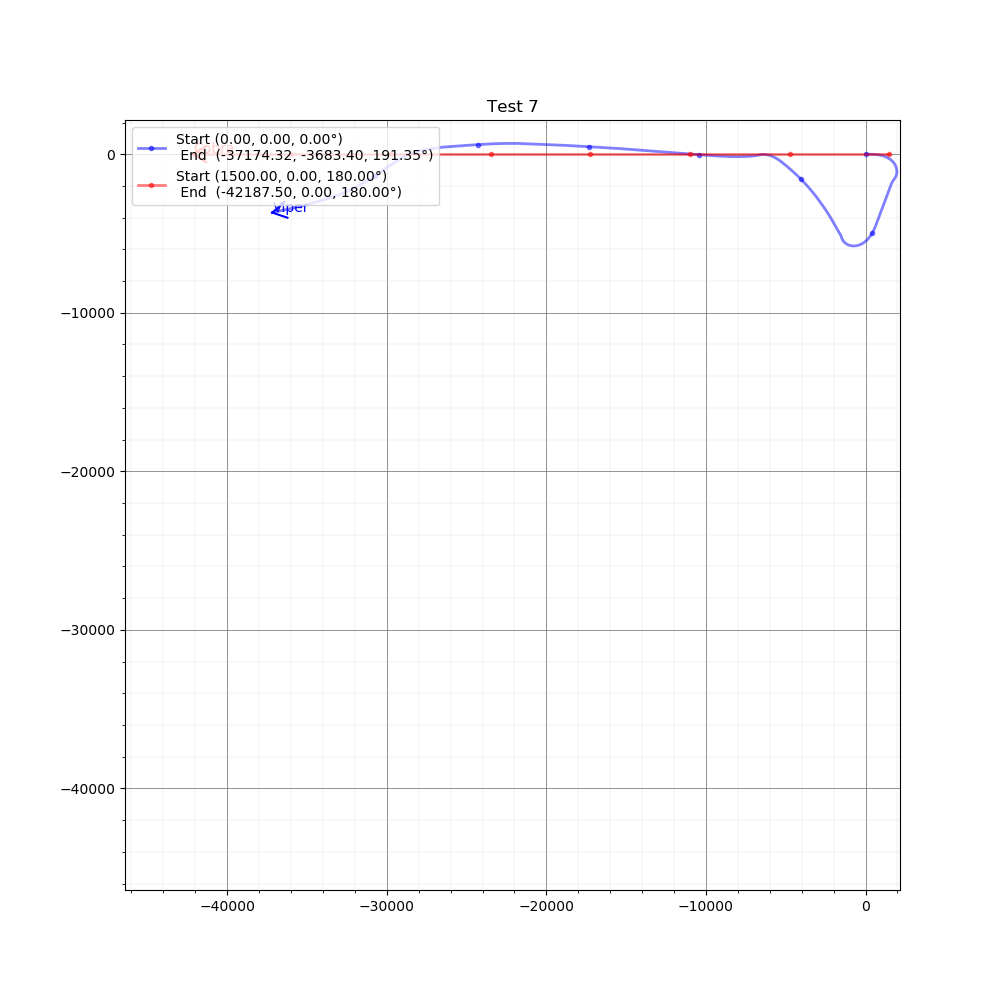 Test 7
Start (0.00, 0.00, 0.00°)
End (-37174.32, -3683.40, 191.35°)
Start (1500.00, 0.00, 180.00°)
End (-42187.50, 0.00, 180.00°)
Viper
0
−10000
−20000
−30000
−40000
−40000 −30000 −20000 −10000 0